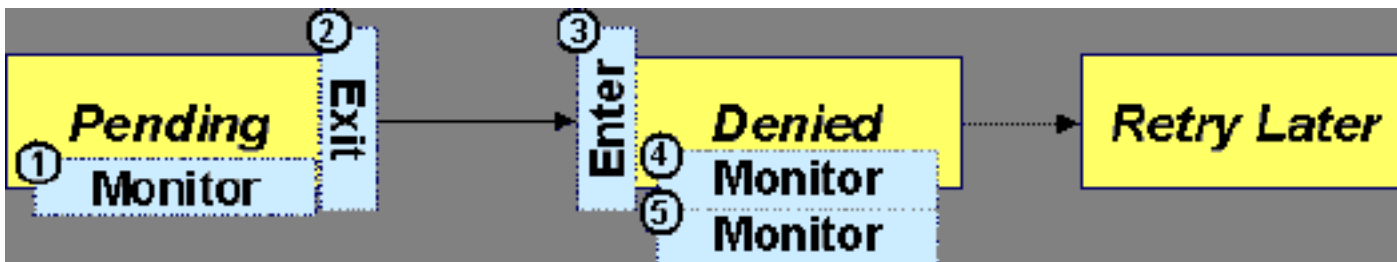 1
Monitor
Pending
2
Exit
3
Enter
Denied
4
Monitor
5
Monitor
Retry Later